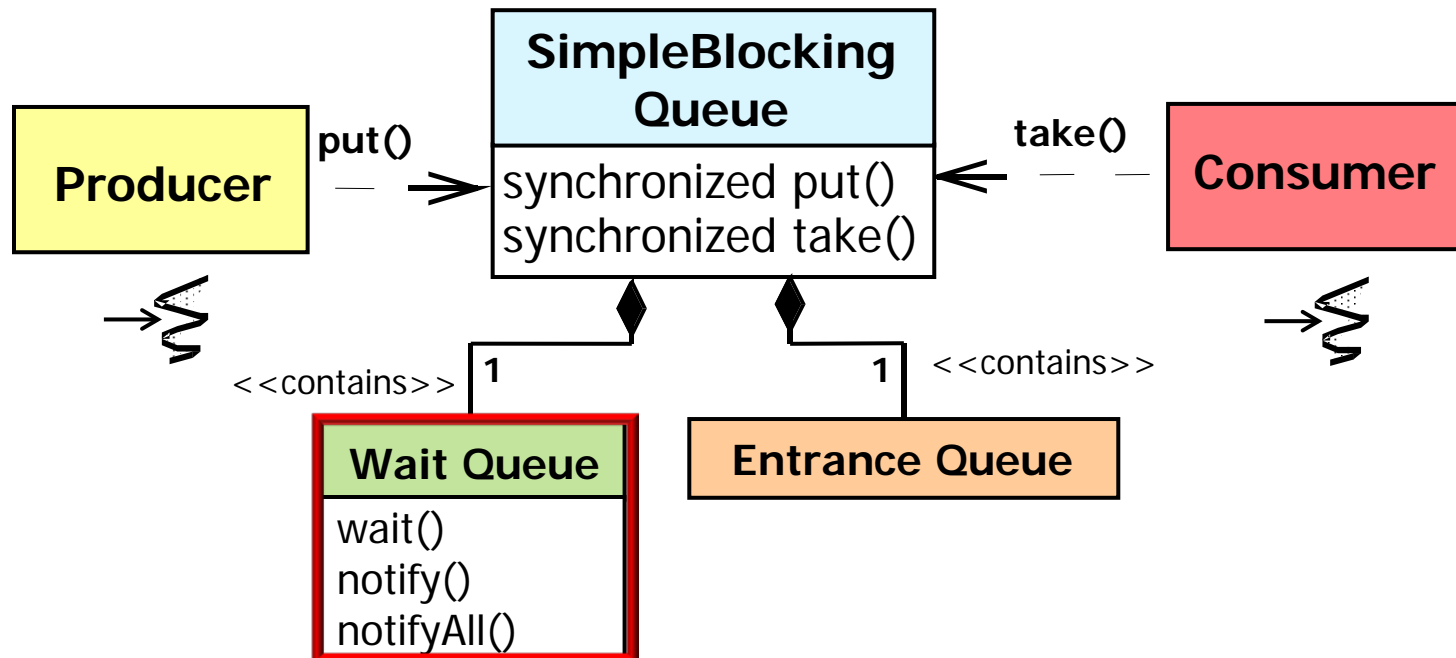 SimpleBlocking
Queue
synchronized put()
synchronized take()
Producer
put()
take()
Consumer
<<contains>>
1
1
<<contains>>
Wait Queue
wait()
notify()
notifyAll()
Entrance Queue